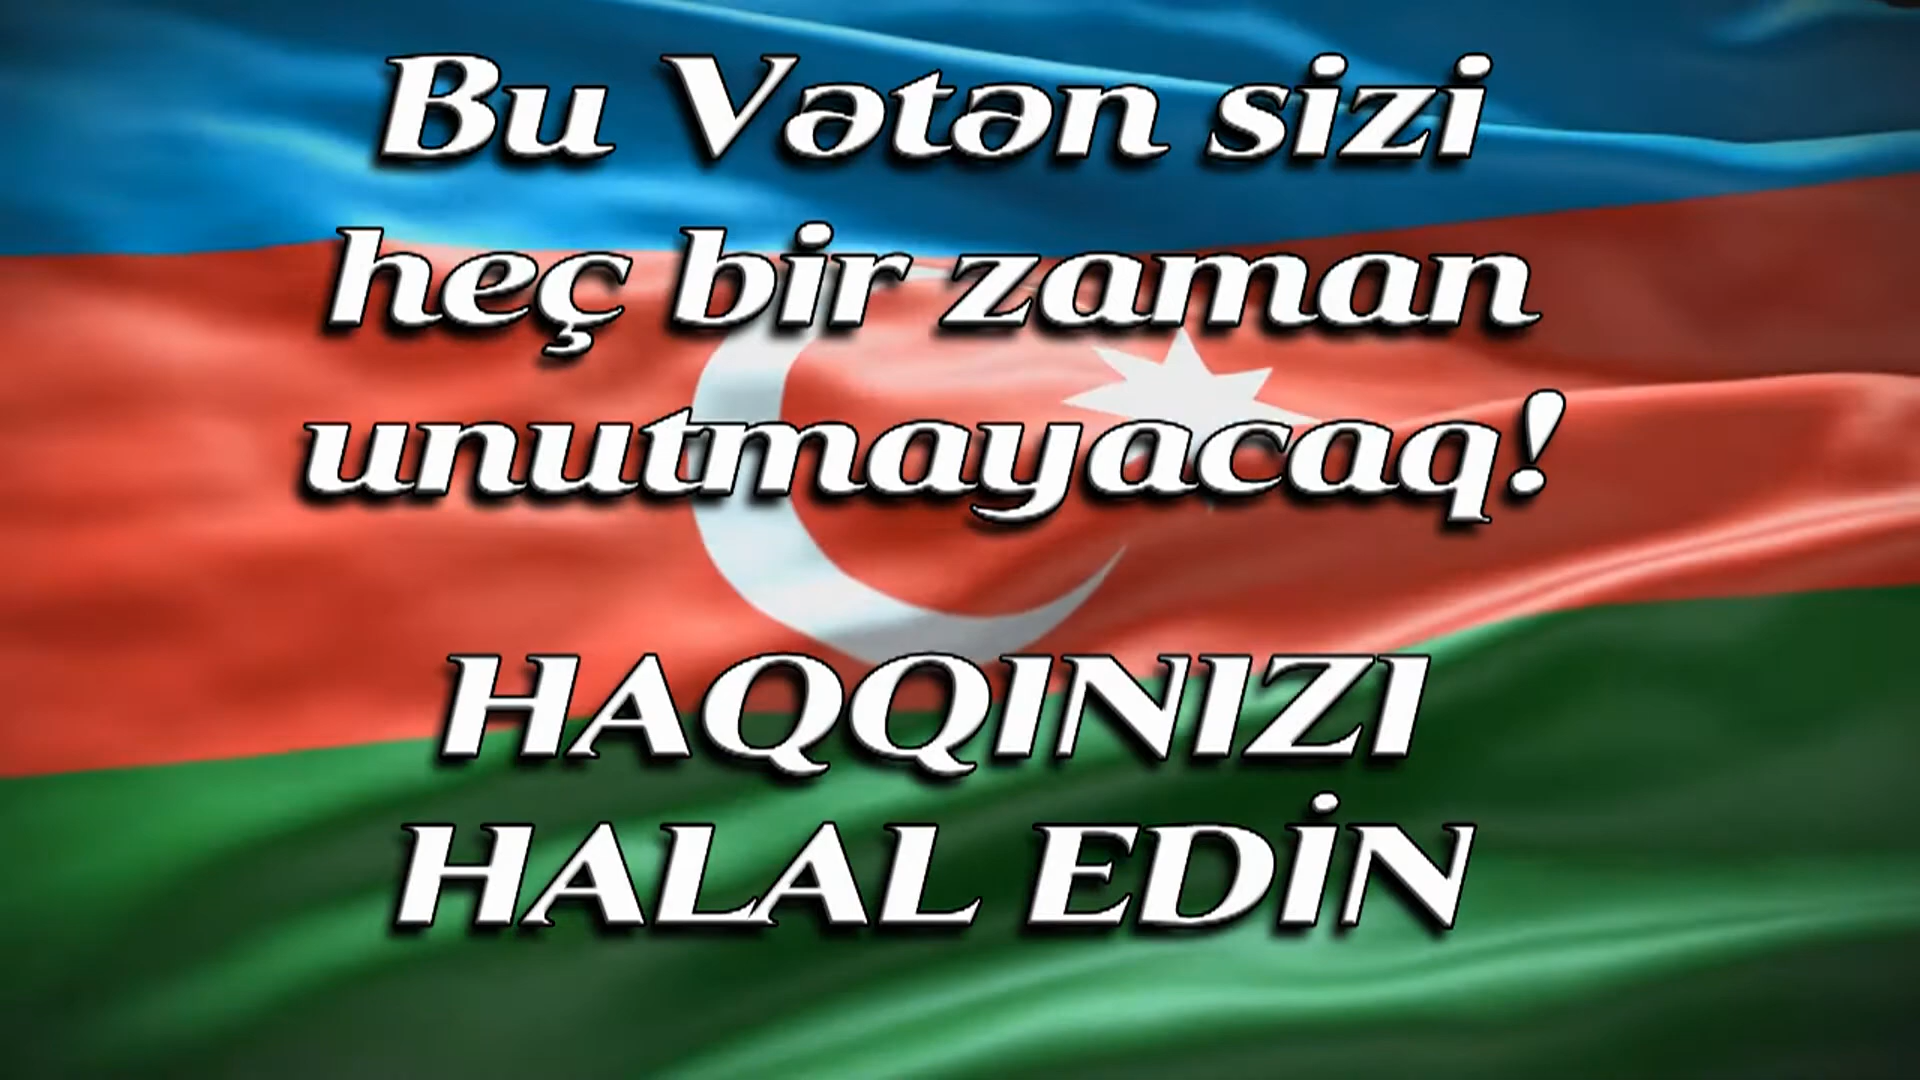 Bu Vətən sizi
heç bir zaman
unutmayacaq!
HAQQINIZI
HALAL EDİN